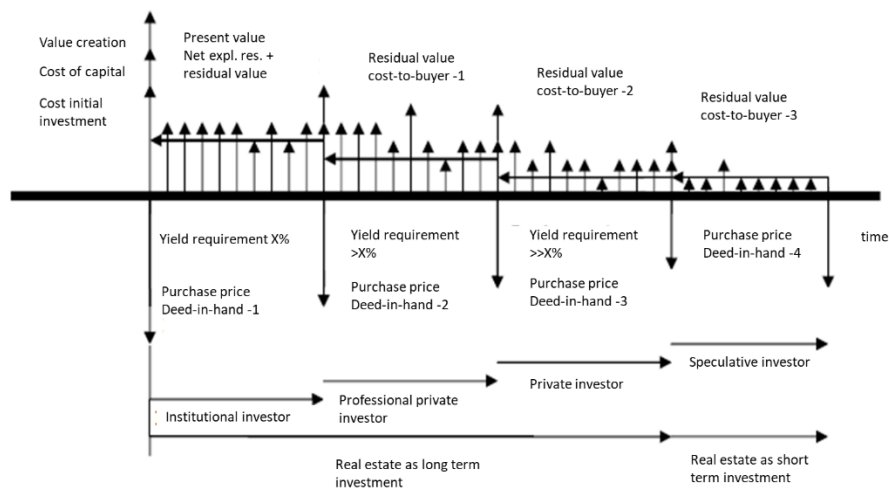 Value creation
Cost of capital
Cost initial
investment
Present value
Net expl. res. +
residual value
Residual value
cost-to-buyer -1
Residual value
cost-to-buyer -2
Residual value
cost-to-buyer -3
Yield requirement X%
Yield requirement
>X%
Yield requirement
>>X%
Purchase price
Deed-in-hand -4
time
Purchase price
Deed-in-hand -1
Purchase price
Deed-in-hand -2
Purchase price
Deed-in-hand -3
Speculative investor
Private investor
Professional private
investor
Institutional investor
Real estate as long term
investment
Real estate as short
term investment